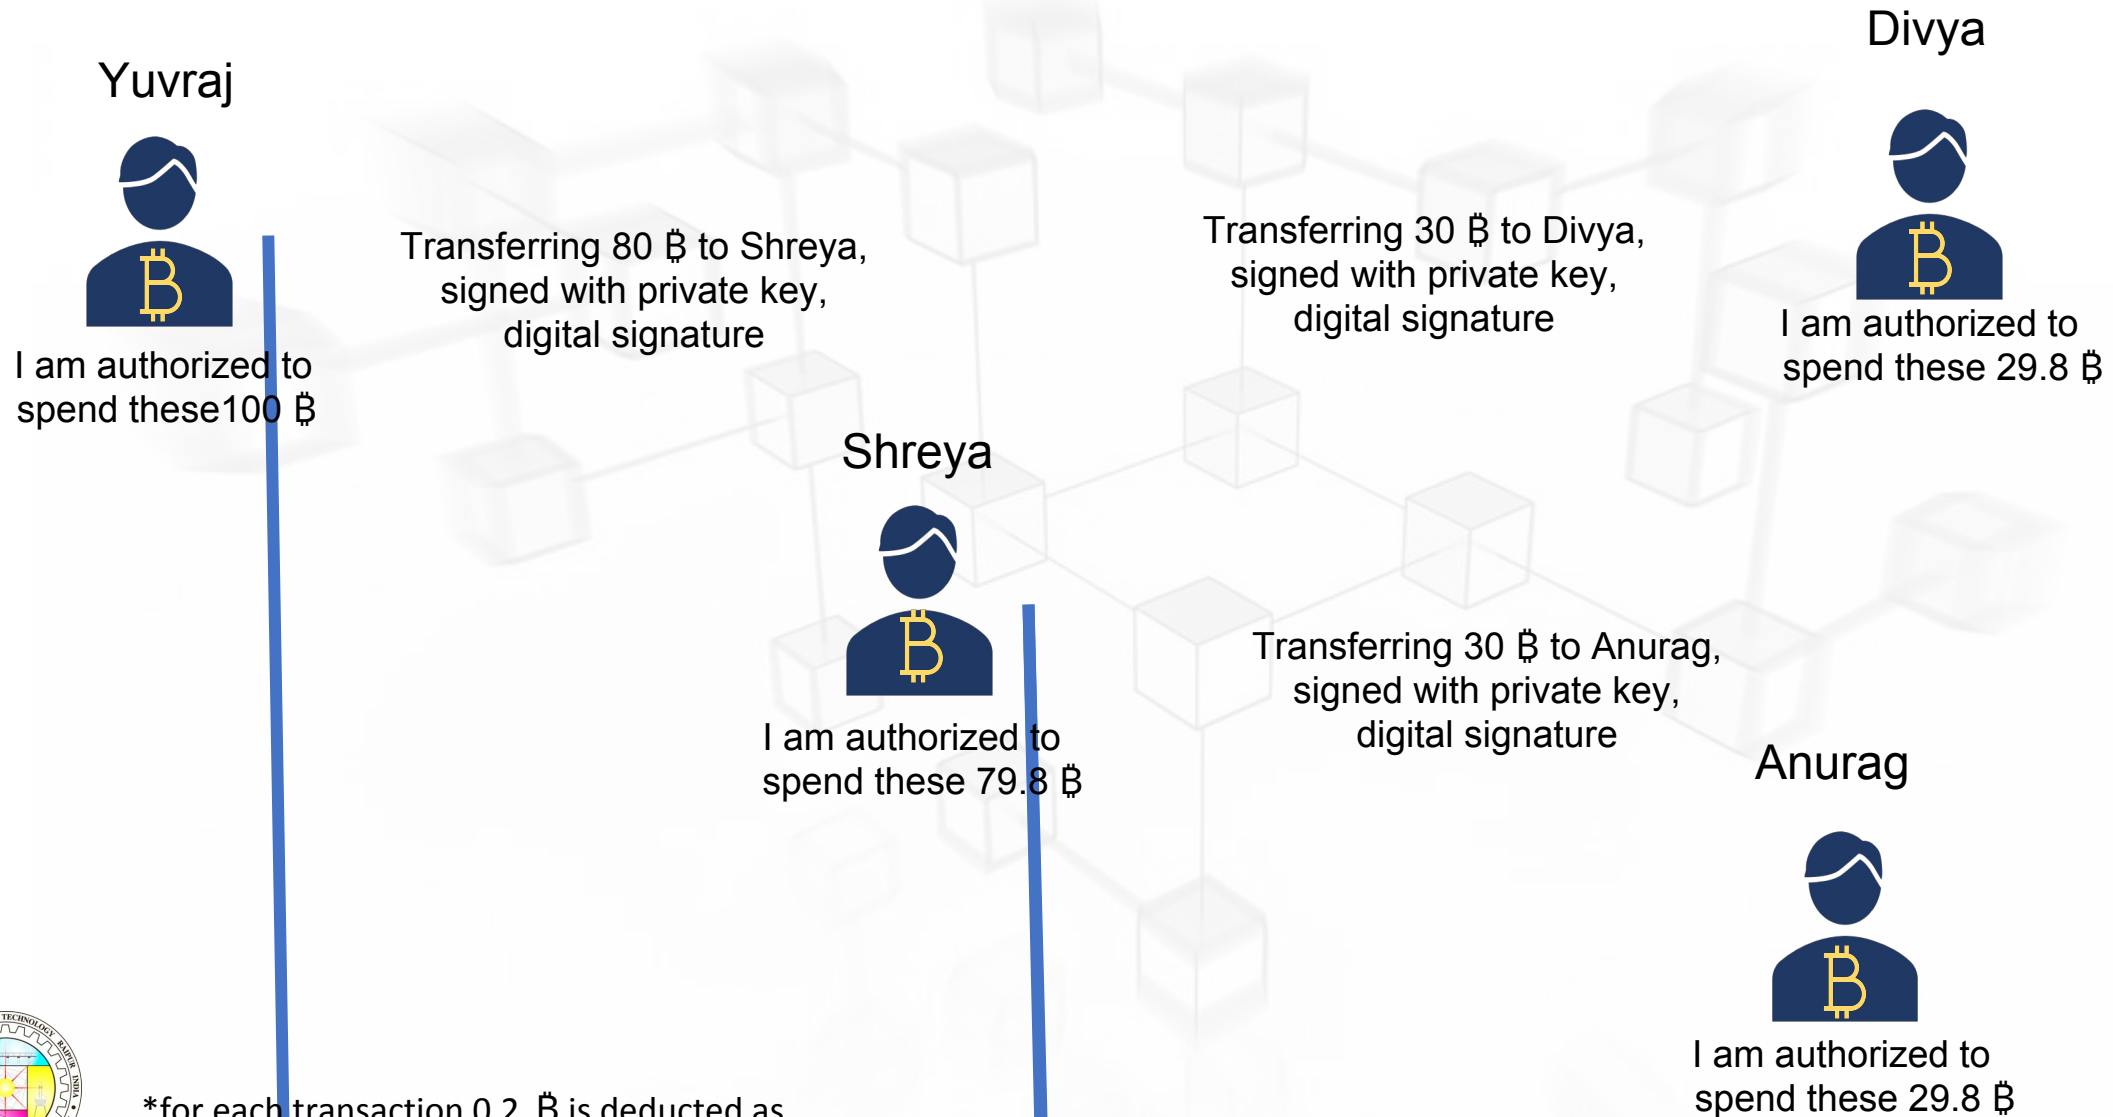 Divya
Yuvraj
Transferring 80 ₿ to Shreya,
signed with private key,
digital signature
Transferring 30 ₿ to Divya,
signed with private key,
digital signature
I am authorized to
spend these 29.8 ₿
I am authorized to
spend these100 ₿
Shreya
I am authorized to
spend these 79.8 ₿
Transferring 30 ₿ to Anurag,
signed with private key,
digital signature
Anurag
I am authorized to
spend these 29.8 ₿
TECHNOLOGY RAIPUR INDIA
*for each transaction 0.2 ₿ is deducted as